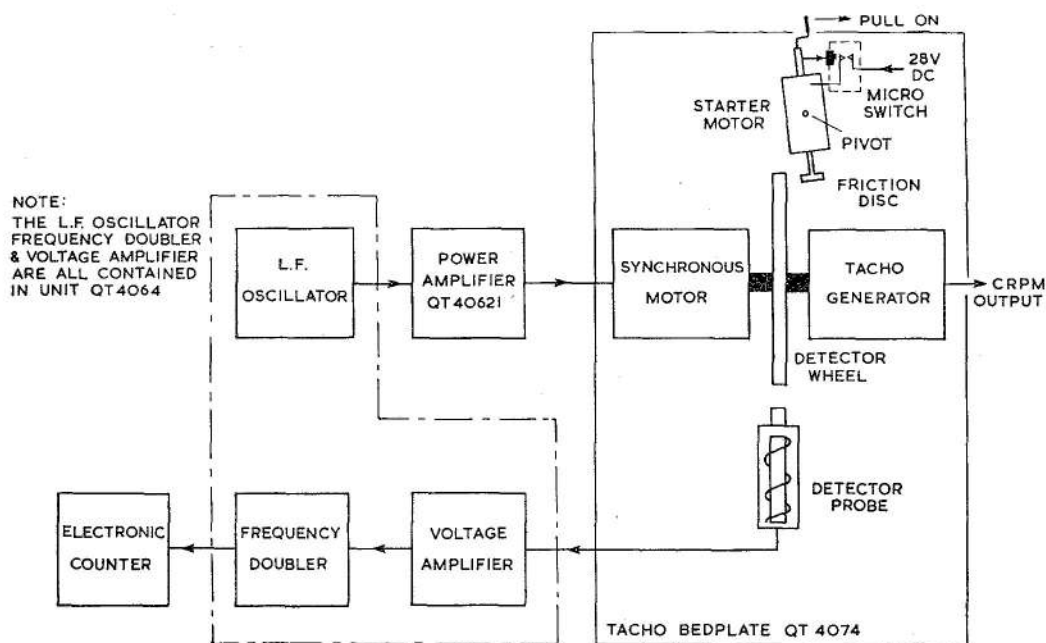 PULL ON
28V
DC
MICRO
SWITCH
STARTER
MOTOR
PIVOT
FRICTION
DISC
NOTE:
THE L.F. OSCILLATOR
FREQUENCY DOUBLER
& VOLTAGE AMPLIFIER
ARE ALL CONTAINED
IN UNIT QT4064
L.F.
OSCILLATOR
POWER
AMPLIFIER
QT40621
SYNCHRONOUS
MOTOR
TACHO
GENERATOR
CRPM
OUTPUT
DETECTOR
WHEEL
DETECTOR
PROBE
ELECTRONIC
COUNTER
FREQUENCY
DOUBLER
VOLTAGE
AMPLIFIER
TACHO BEDPLATE QT 4074